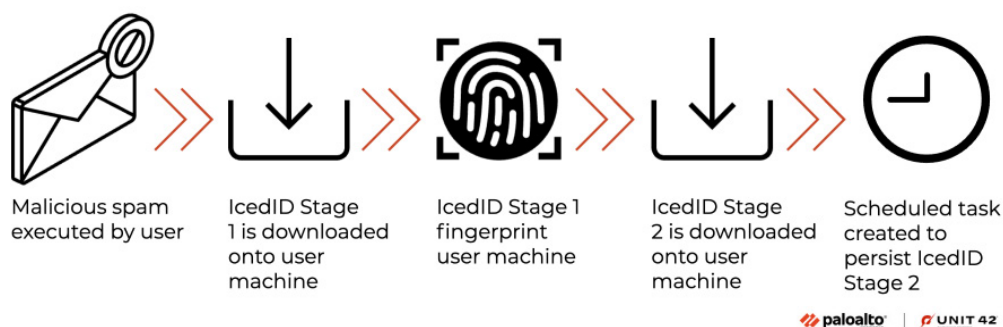 Malicious spam
executed by user
IcedID Stage
1 is downloaded
onto user
machine
IcedID Stage 1
fingerprint
user machine
IcedID Stage
2 is downloaded
onto user
machine
Scheduled task
created to
persist IcedID
Stage 2
paloalto
UNIT 42